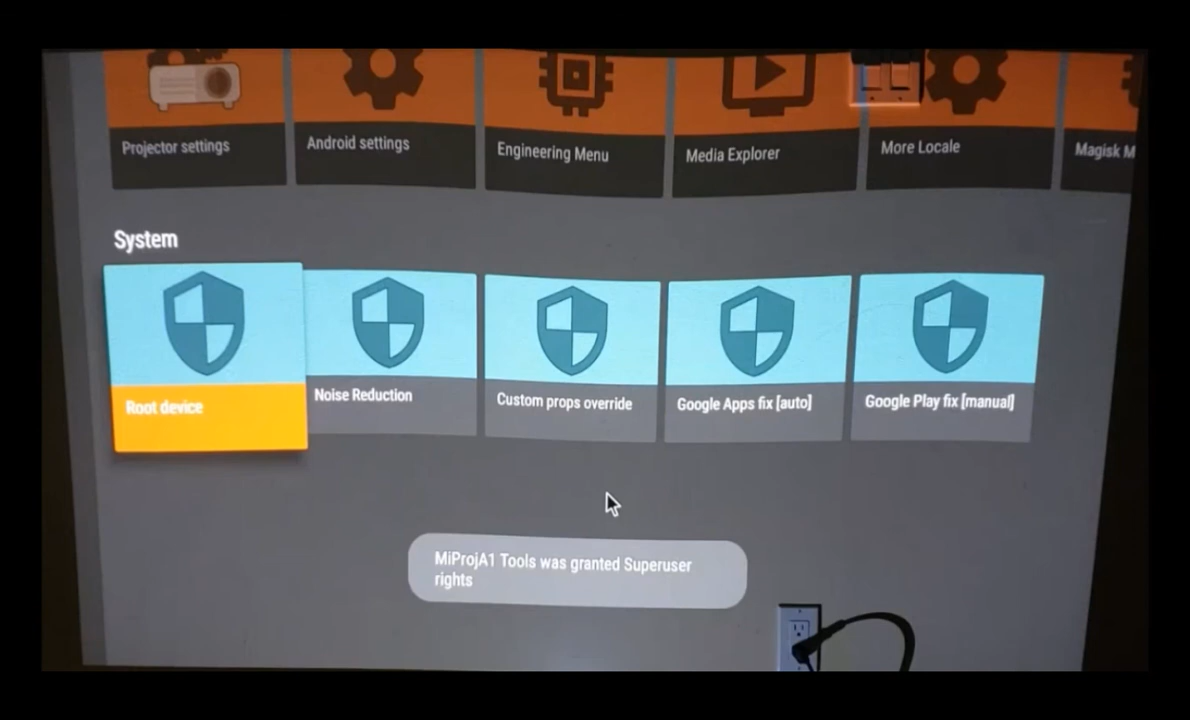 Projector settings
Android settings
Engineering Menu
Media Explorer
More Locale
Magisk M
System
Root device
Noise Reduction
Custom props override
Google Apps fix [auto]
Google Play fix [manual]
MiProjA1 Tools was granted Superuser
rights